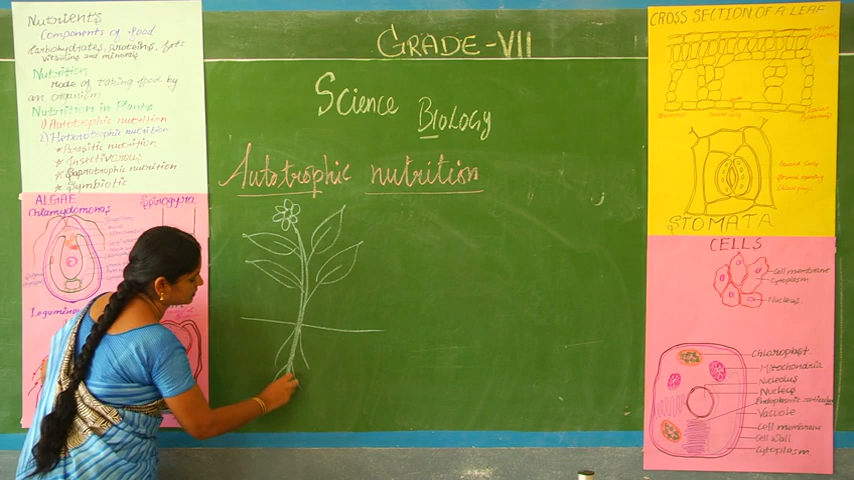 GRADE-VII
Science
Biology
Autotrophic nutrition
Nutrients
Components of food
Carbohydrates, proteins, fats
vitamins and minerals
Nutrition
Mode of taking food by
an organism
Nutrition in Plants
1) Autotrophic nutrition
2) Heterotrophic nutrition
* Parasitic nutrition
* Insectivorous
* Saprotrophic nutrition
* Symbiotic
ALGAE
Chlamydomonas
Spirogyra
CROSS SECTION OF A LEAF
Guard Cells
STOMATA
CELLS
Cell membrane
Cytoplasm
Nucleus
Chloroplast
Mitochondria
Nucleolus
Nucleus
Vacuole
Cell membrane
Cell Wall
Cytoplasm